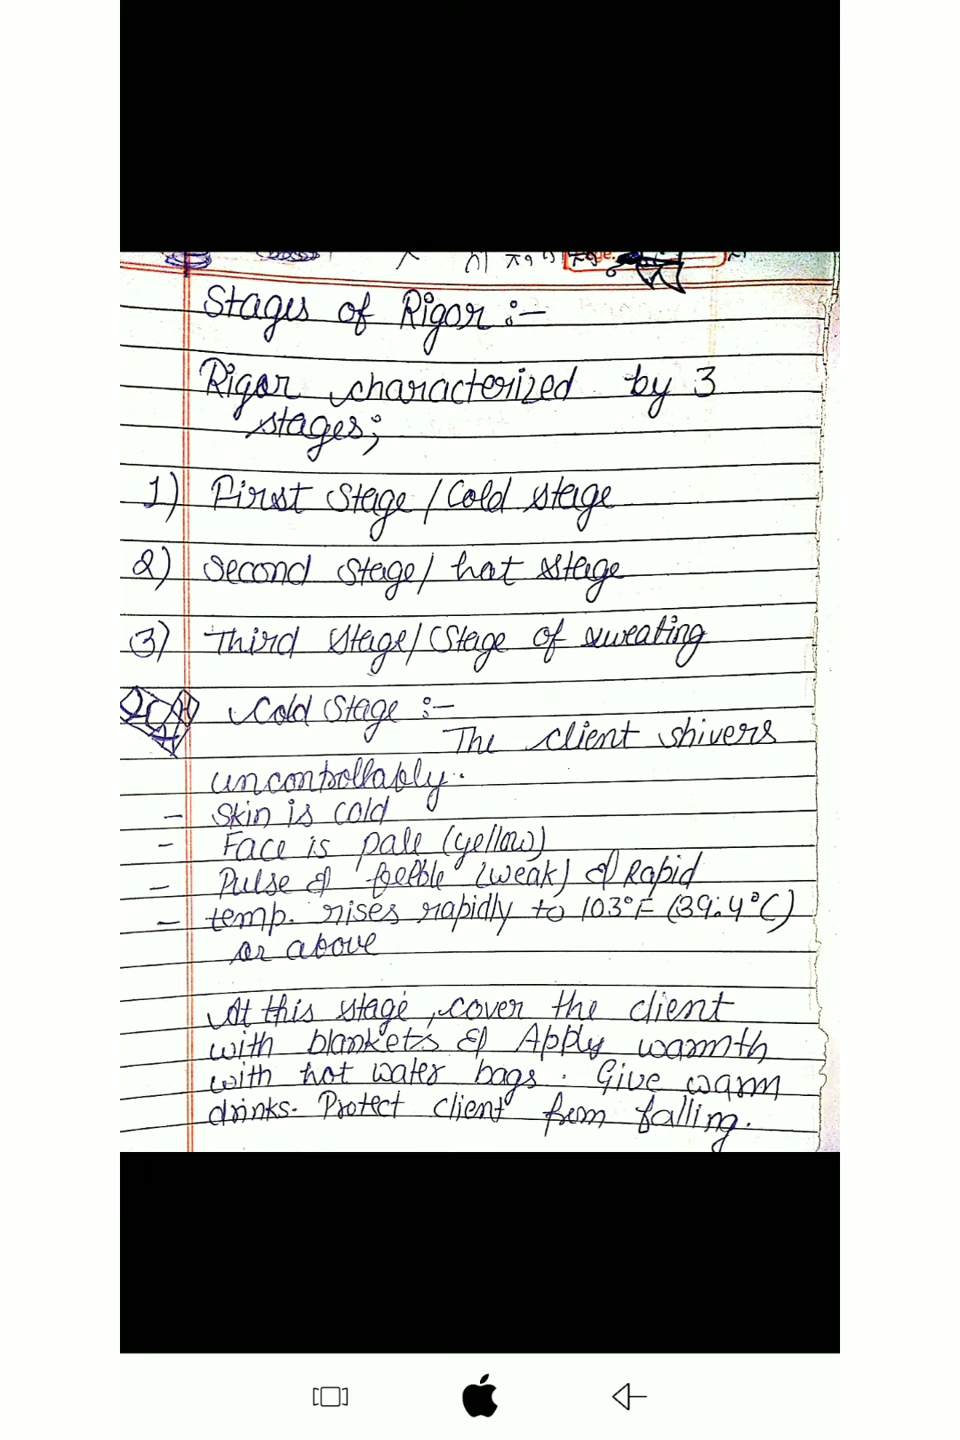 Stages of Rigor :-
Rigor characterized by 3
stages;
1) First Stage / Cold stage
2) Second stage / hot stage
3) Third stage / Stage of sweating
Cold stage :-
The client shivers
uncontrollably.
- Skin is cold
- Face is pale (yellow)
- Pulse & feeble (weak) & Rapid
- temp. rises rapidly to 103°F (39.4°C)
or above
At this stage, cover the client
with blankets & Apply warmth
with hot water bags. Give warm
drinks. Protect client from falling.